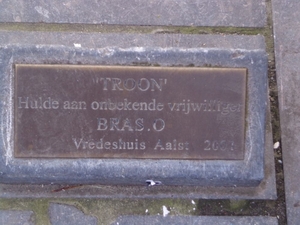 'TROON'
Hulde aan onbekende vrijwilliger
BRAS.O
Vredeshuis Aalst